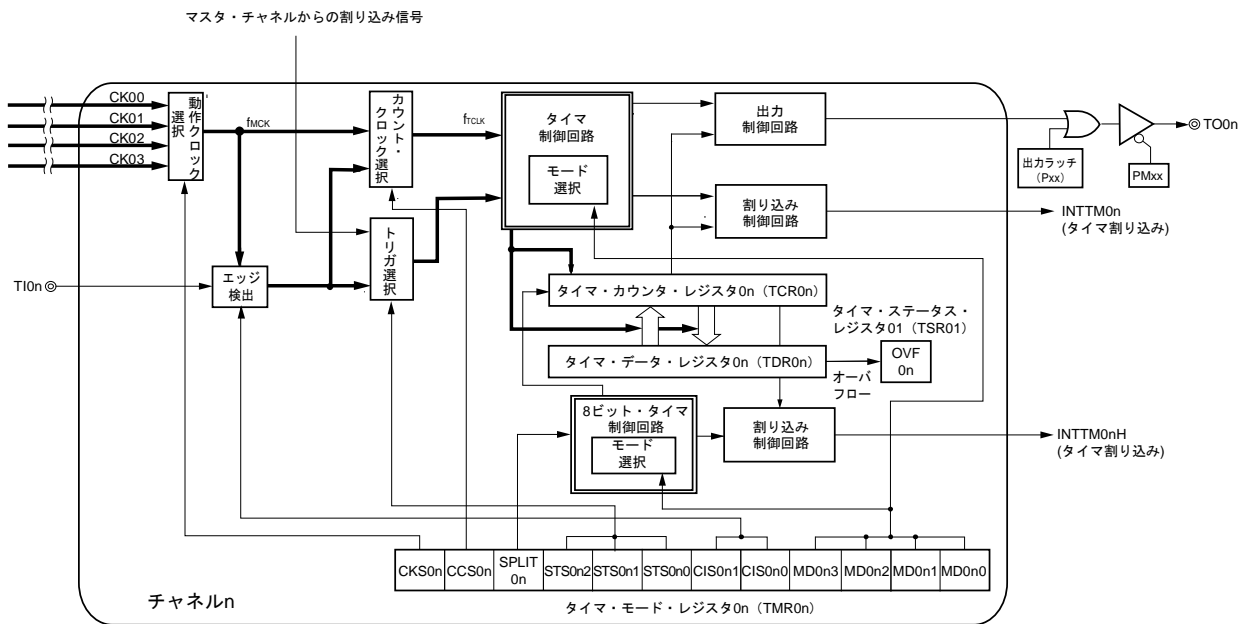 マスタ・チャネルからの割り込み信号
CK00
CK01
CK02
CK03
動作クロック
選択
fMCK
カウント・
クロック選択
fTCLK
タイマ
制御回路
モード
選択
出力
制御回路
出力ラッチ
(Pxx)
PMxx
TO0n
トリガ選択
割り込み
制御回路
INTTM0n
(タイマ割り込み)
TI0n
エッジ
検出
タイマ・カウンタ・レジスタ0n（TCR0n）
タイマ・ステータス・
レジスタ01（TSR01）
タイマ・データ・レジスタ0n（TDR0n）
オーバ
フロー
OVF
0n
8ビット・タイマ
制御回路
モード
選択
割り込み
制御回路
INTTM0nH
(タイマ割り込み)
CKS0n
CCS0n
SPLIT
0n
STS0n2
STS0n1
STS0n0
CIS0n1
CIS0n0
MD0n3
MD0n2
MD0n1
MD0n0
チャネルn
タイマ・モード・レジスタ0n（TMR0n）